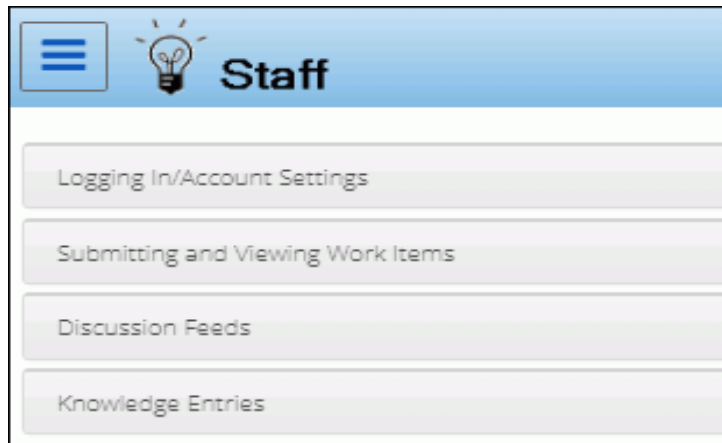 Staff
Logging In/Account Settings
Submitting and Viewing Work Items
Discussion Feeds
Knowledge Entries